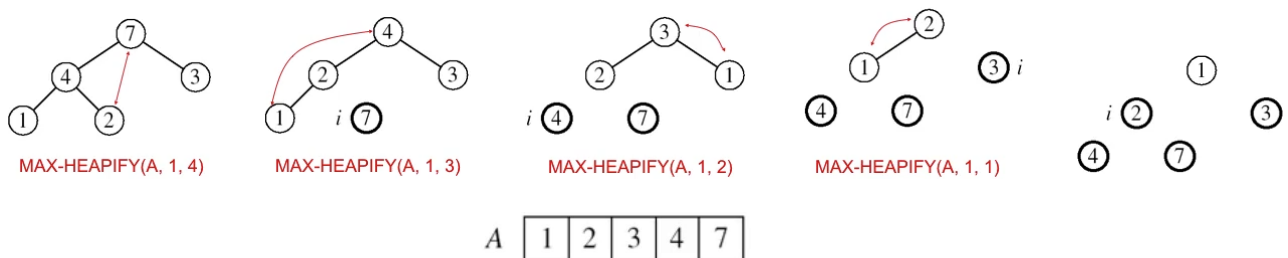 7
4
3
1
2
MAX-HEAPIFY(A, 1, 4)
4
2
3
1
i 7
MAX-HEAPIFY(A, 1, 3)
3
2
1
i 4
7
MAX-HEAPIFY(A, 1, 2)
2
1
3 i
4
7
MAX-HEAPIFY(A, 1, 1)
1
i 2
3
4
7
A 1 2 3 4 7